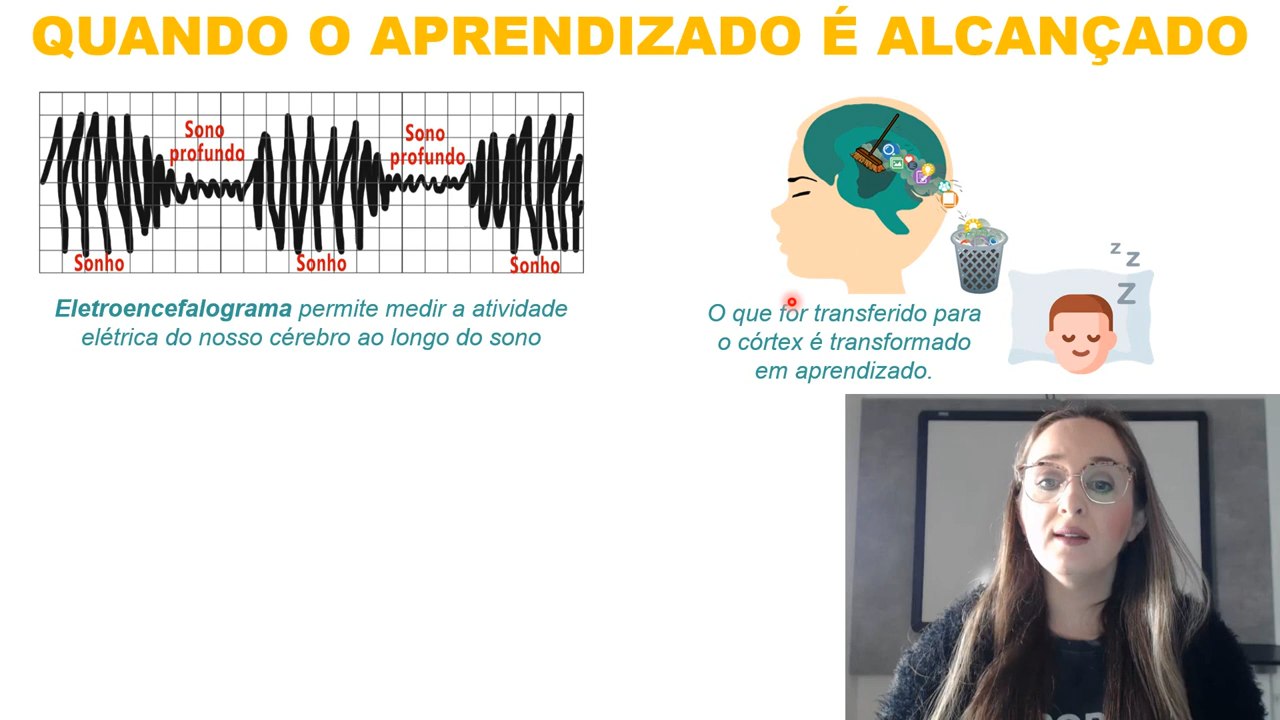 QUANDO O APRENDIZADO É ALCANÇADO
Sono
profundo
Sono
profundo
Sonho
Sonho
Sonho
Eletroencefalograma permite medir a atividade
elétrica do nosso cérebro ao longo do sono
z
z
Z
O que for transferido para
o córtex é transformado
em aprendizado.